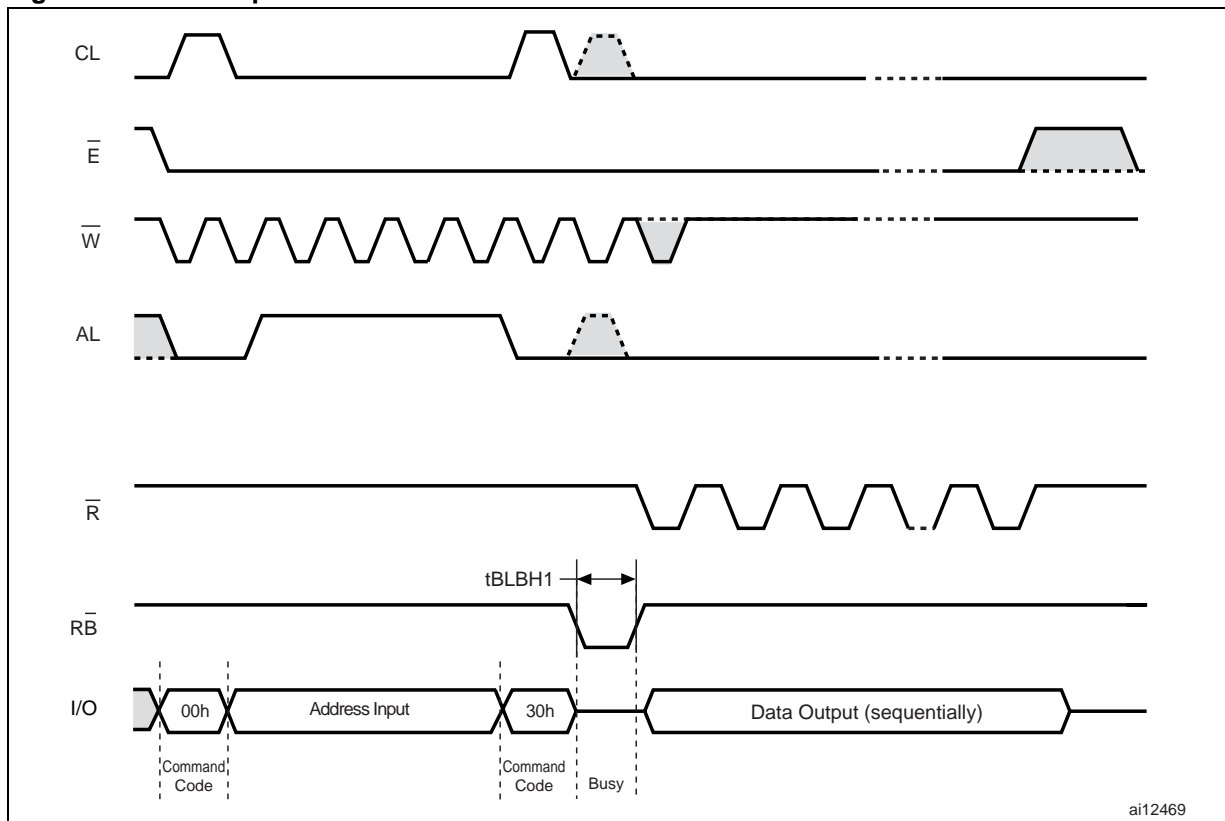 CL
E̅
W̅
AL
R̅
tBLBH1
RB̅
I/O
00h
Address Input
30h
Data Output (sequentially)
Command
Code
Command
Code
Busy
ai12469